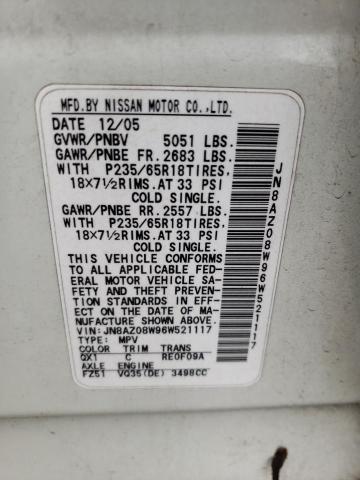 MFD.BY NISSAN MOTOR CO.,LTD.
DATE 12/05
GVWR/PNBV 5051 LBS.
GAWR/PNBE FR. 2683 LBS.
WITH P235/65R18TIRES,
18×7½RIMS.AT 33 PSI
COLD SINGLE.
GAWR/PNBE RR. 2557 LBS.
WITH P235/65R18TIRES,
18×7½RIMS.AT 33 PSI
COLD SINGLE.
THIS VEHICLE CONFORMS
TO ALL APPLICABLE FED-
ERAL MOTOR VEHICLE SA-
FETY AND THEFT PREVEN-
TION STANDARDS IN EFF-
ECT ON THE DATE OF MA-
NUFACTURE SHOWN ABOVE.
VIN:JN8AZ08W96W521117
TYPE: MPV
COLOR TRIM TRANS
QX1 C RE0F09A
AXLE ENGINE
FZ51 VQ35(DE) 3498CC
JN8AZ08W96W521117